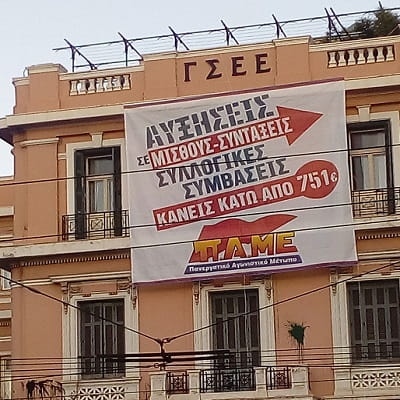 ΓΣΕΕ
ΑΥΞΗΣΕΙΣ
ΣΕ ΜΙΣΘΟΥΣ-ΣΥΝΤΑΞΕΙΣ
ΣΥΛΛΟΓΙΚΕΣ
ΣΥΜΒΑΣΕΙΣ
ΚΑΝΕΙΣ ΚΑΤΩ ΑΠΟ 751€
ΠΑΜΕ
Πανεργατικό Αγωνιστικό Μέτωπο